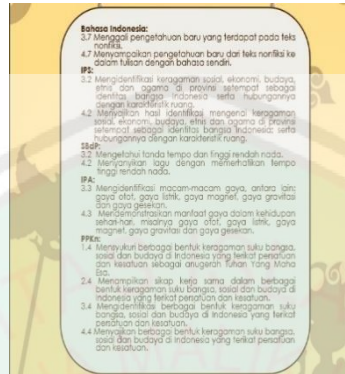 Bahasa Indonesia:
3.7 Menggali pengetahuan baru yang terdapat pada teks
nonfiksi.
4.7 Menyampaikan pengetahuan baru dari teks nonfiksi ke
dalam tulisan dengan bahasa sendiri.
IPS:
3.2 Mengidentifikasi keragaman sosial, ekonomi, budaya,
etnis dan agama di provinsi setempat sebagai
identitas bangsa Indonesia serta hubungannya
dengan karakteristik ruang.
4.2 Menyajikan hasil identifikasi mengenai keragaman
sosial, ekonomi, budaya, etnis dan agama di provinsi
setempat sebagai identitas bangsa Indonesia; serta
hubungannya dengan karakteristik ruang.
SBdP:
3.2 Mengetahui tanda tempo dan tinggi rendah nada.
4.2 Menyanyikan lagu dengan memerhatikan tempo
tinggi rendah nada.
IPA:
3.3 Mengidentifikasi macam-macam gaya, antara lain:
gaya otot, gaya listrik, gaya magnet, gaya gravitasi
dan gaya gesekan.
4.3 Mendemonstrasikan manfaat gaya dalam kehidupan
sehari-hari, misalnya gaya otot, gaya listrik, gaya
magnet, gaya gravitasi dan gaya gesekan.
PPKn:
1.4 Mensyukuri berbagai bentuk keragaman suku bangsa,
sosial dan budaya di Indonesia yang terikat persatuan
dan kesatuan sebagai anugerah Tuhan Yang Maha
Esa.
2.4 Menampilkan sikap kerja sama dalam berbagai
bentuk keragaman suku bangsa, sosial dan budaya di
Indonesia yang terikat persatuan dan kesatuan.
3.4 Mengidentifikasi berbagai bentuk keragaman suku
bangsa, sosial dan budaya di Indonesia yang terikat
persatuan dan kesatuan.
4.4 Menyajikan berbagai bentuk keragaman suku bangsa,
sosial dan budaya di Indonesia yang terikat persatuan
dan kesatuan.